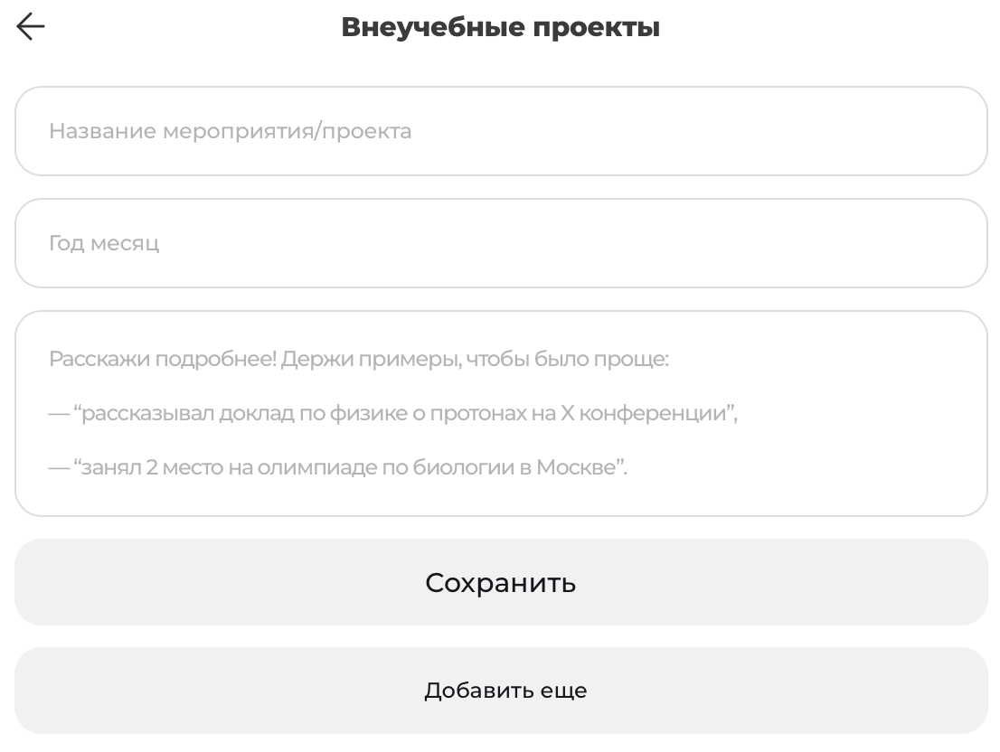 Внеучебные проекты
Название мероприятия/проекта
Год месяц
Расскажи подробнее! Держи примеры, чтобы было проще:
— “рассказывал доклад по физике о протонах на X конференции”,
— “занял 2 место на олимпиаде по биологии в Москве”.
Сохранить
Добавить еще